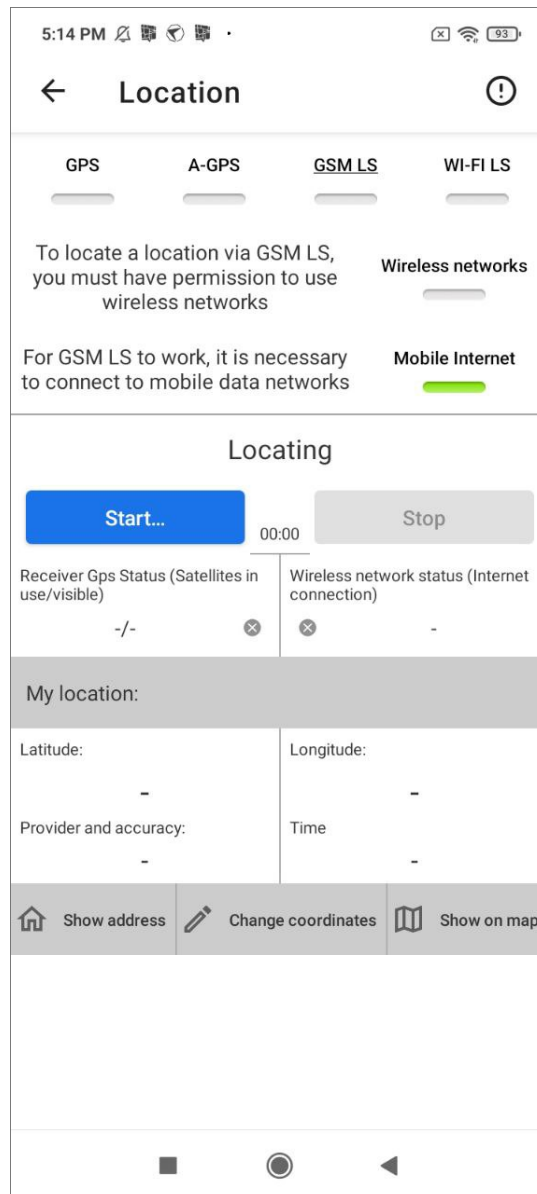 5:14 PM 93
Location
GPS A-GPS GSM LS WI-FI LS
To locate a location via GSM LS,
you must have permission to use
wireless networks
Wireless networks
For GSM LS to work, it is necessary
to connect to mobile data networks
Mobile Internet
Locating
Start...
00:00
Stop
Receiver Gps Status (Satellites in
use/visible)
-/-
Wireless network status (Internet
connection)
-
My location:
Latitude:
-
Longitude:
-
Provider and accuracy:
-
Time
-
Show address Change coordinates Show on map